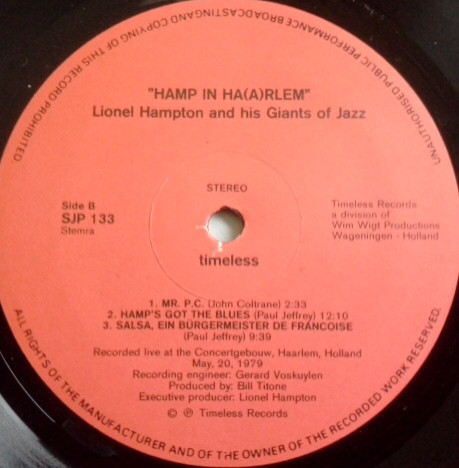 UNAUTHORISED PUBLIC PERFORMANCE BROADCASTING AND COPYING OF THIS RECORD PROHIBITED.
"HAMP IN HA(A)RLEM"
Lionel Hampton and his Giants of Jazz
STEREO
Side B
SJP 133
Stemra
Timeless Records
a division of
Wim Wigt Productions
Wageningen - Holland
timeless
1. MR. P.C. (John Coltrane) 2:33
2. HAMP'S GOT THE BLUES (Paul Jeffrey) 12:10
3. SALSA, EIN BÜRGERMEISTER DE FRANCOISE
(Paul Jeffrey) 9:39
Recorded live at the Concertgebouw, Haarlem, Holland
May, 20, 1979
Recording engineer: Gerard Voskuylen
Produced by: Bill Titone
Executive producer: Lionel Hampton
© ℗ Timeless Records
ALL RIGHTS OF THE MANUFACTURER AND OF THE OWNER OF THE RECORDED WORK RESERVED.